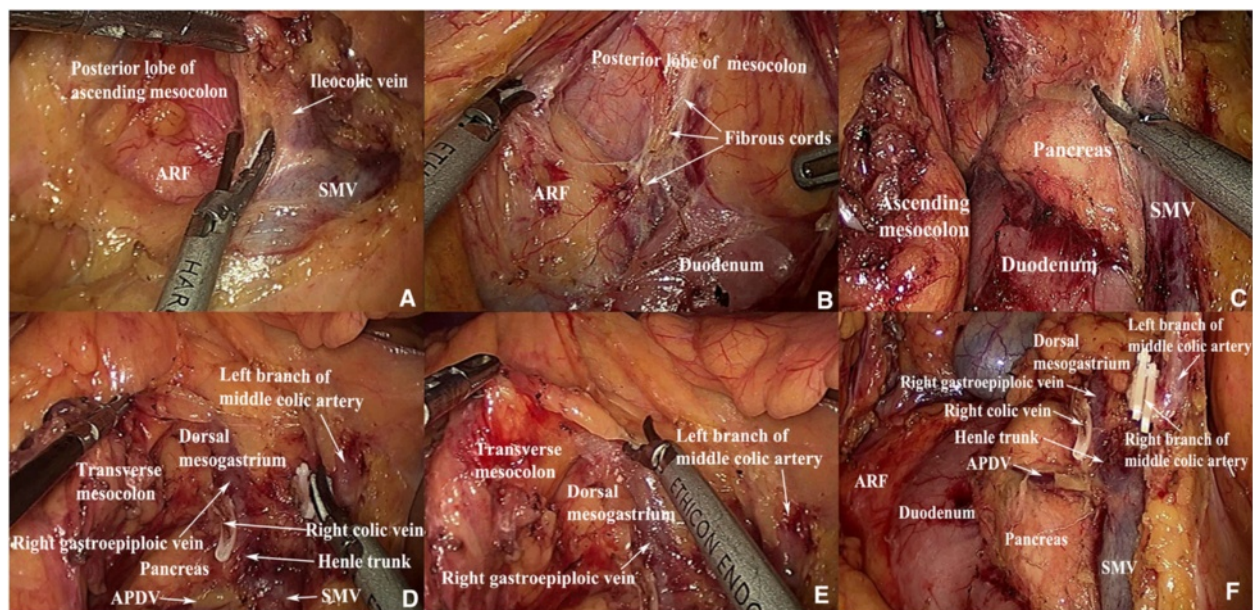 Posterior lobe of
ascending mesocolon
Ileocolic vein
ARF
SMV
HAR
A
Posterior lobe of mesocolon
Fibrous cords
ARF
Duodenum
ETH
B
Pancreas
Ascending
mesocolon
SMV
Duodenum
C
Left branch of
middle colic artery
Dorsal
mesogastrium
Transverse
mesocolon
Right colic vein
Right gastroepiploic vein
Henle trunk
Pancreas
APDV
SMV
ET
D
Transverse
mesocolon
Left branch of
middle colic artery
Dorsal
mesogastrium
Right gastroepiploic vein
ETHICON ENDO
E
Left branch of
middle colic artery
Dorsal
mesogastrium
Right gastroepiploic vein
Right colic vein
Henle trunk
Right branch of
middle colic artery
APDV
ARF
Duodenum
Pancreas
SMV
F